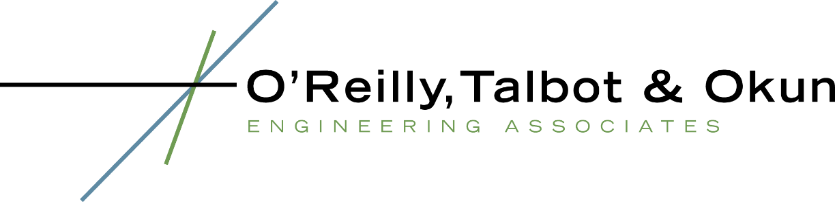 O’Reilly, Talbot & Okun
ENGINEERING ASSOCIATES